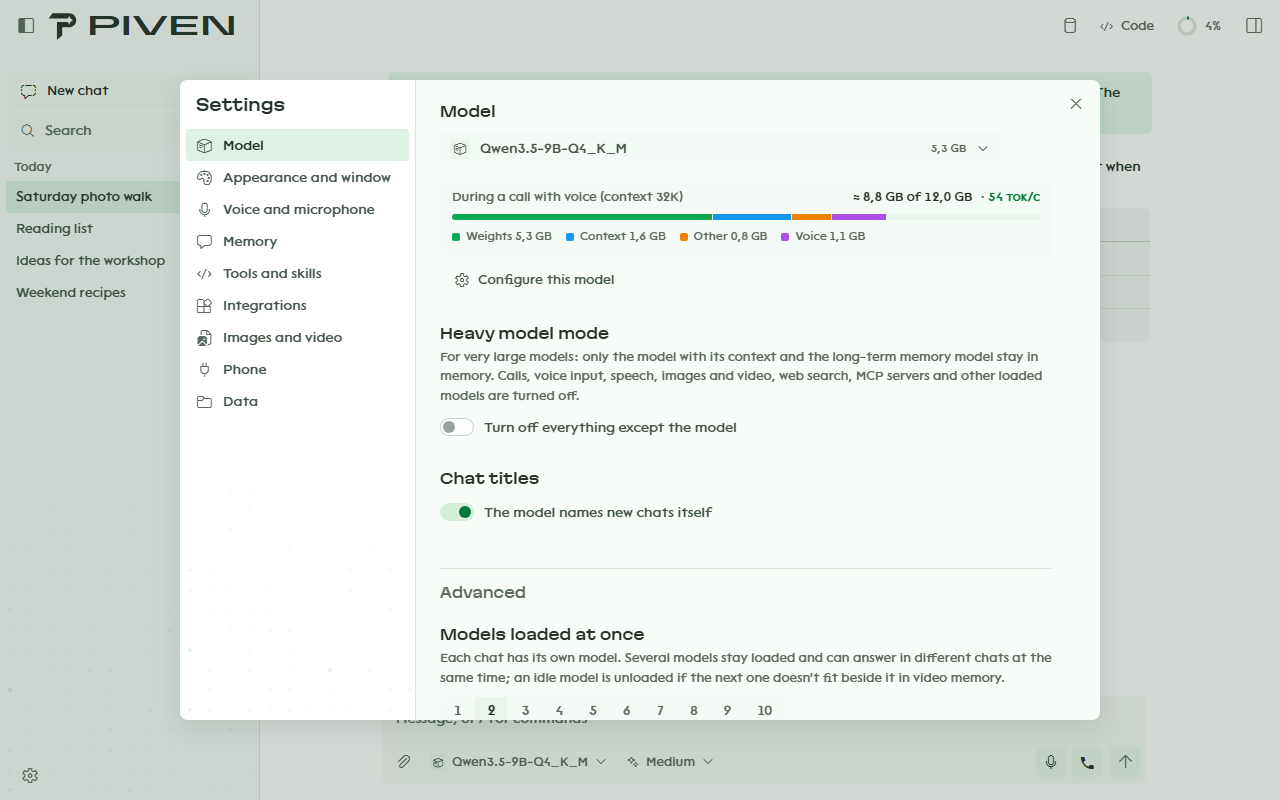 PIVEN
Code
4%
New chat
Search
Today
Saturday photo walk
Reading list
Ideas for the workshop
Weekend recipes
The
when
Settings
Model
Appearance and window
Voice and microphone
Memory
Tools and skills
Integrations
Images and video
Phone
Data
Model
Qwen3.5-9B-Q4_K_M
5,3 GB
During a call with voice (context 32K)
≈ 8,8 GB of 12,0 GB · 54 ТОК/С
Weights 5,3 GB
Context 1,6 GB
Other 0,8 GB
Voice 1,1 GB
Configure this model
Heavy model mode
For very large models: only the model with its context and the long-term memory model stay in
memory. Calls, voice input, speech, images and video, web search, MCP servers and other loaded
models are turned off.
Turn off everything except the model
Chat titles
The model names new chats itself
Advanced
Models loaded at once
Each chat has its own model. Several models stay loaded and can answer in different chats at the
same time; an idle model is unloaded if the next one doesn't fit beside it in video memory.
1 2 3 4 5 6 7 8 9 10
Qwen3.5-9B-Q4_K_M
Medium